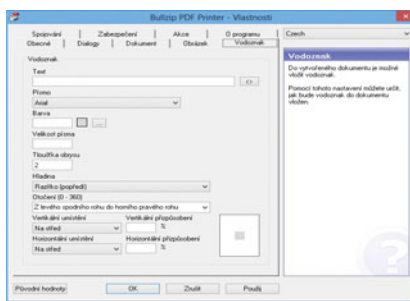 Bullzip PDF Printer - Vlastnosti
Spojování Zabezpečení Akce O programu
Obecné Dialogy Dokument Obrázek Vodoznak
Vodoznak
Text
Písmo
Arial
Barva
...
Velikost písma
Tloušťka obrysu
2
Hladina
Razítko (popředí)
Otočení (0 - 360)
Z levého spodního rohu do horního pravého rohu
Vertikální umístění Vertikální přizpůsobení
Na střed %
Horizontální umístění Horizontální přizpůsobení
Na střed %
Původní hodnoty OK Zrušit Použij
Czech
Vodoznak
Do vytvořeného dokumentu je možné
vložit vodoznak.
Pomocí tohoto nastavení můžete určit,
jak bude vodoznak do dokumentu
vložen.